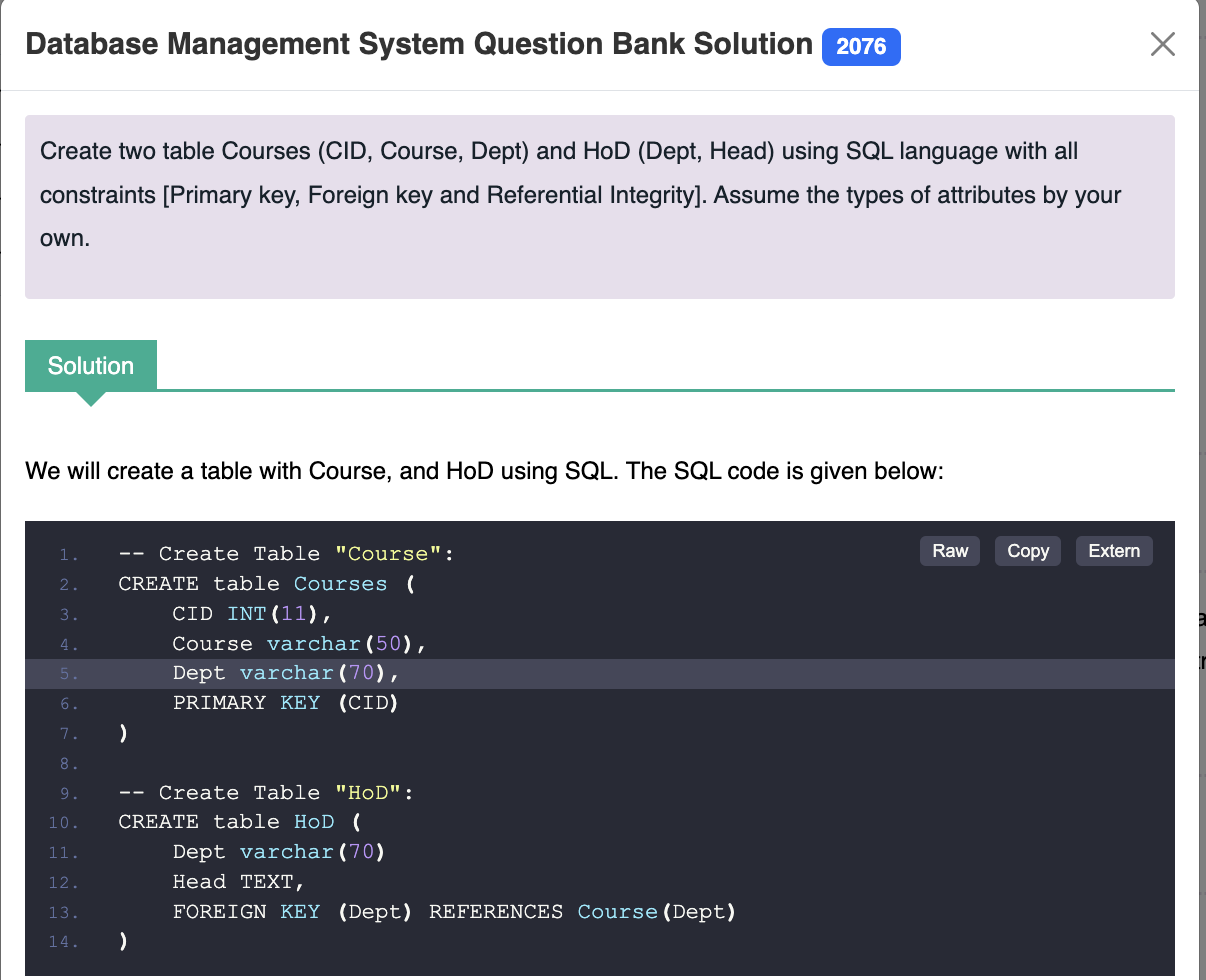 Database Management System Question Bank Solution 2076
Create two table Courses (CID, Course, Dept) and HoD (Dept, Head) using SQL language with all
constraints [Primary key, Foreign key and Referential Integrity]. Assume the types of attributes by your
own.
Solution
We will create a table with Course, and HoD using SQL. The SQL code is given below:
Raw Copy Extern
1. -- Create Table "Course":
2. CREATE table Courses (
3. CID INT(11),
4. Course varchar(50),
5. Dept varchar(70),
6. PRIMARY KEY (CID)
7. )
8.
9. -- Create Table "HoD":
10. CREATE table HoD (
11. Dept varchar(70)
12. Head TEXT,
13. FOREIGN KEY (Dept) REFERENCES Course(Dept)
14. )